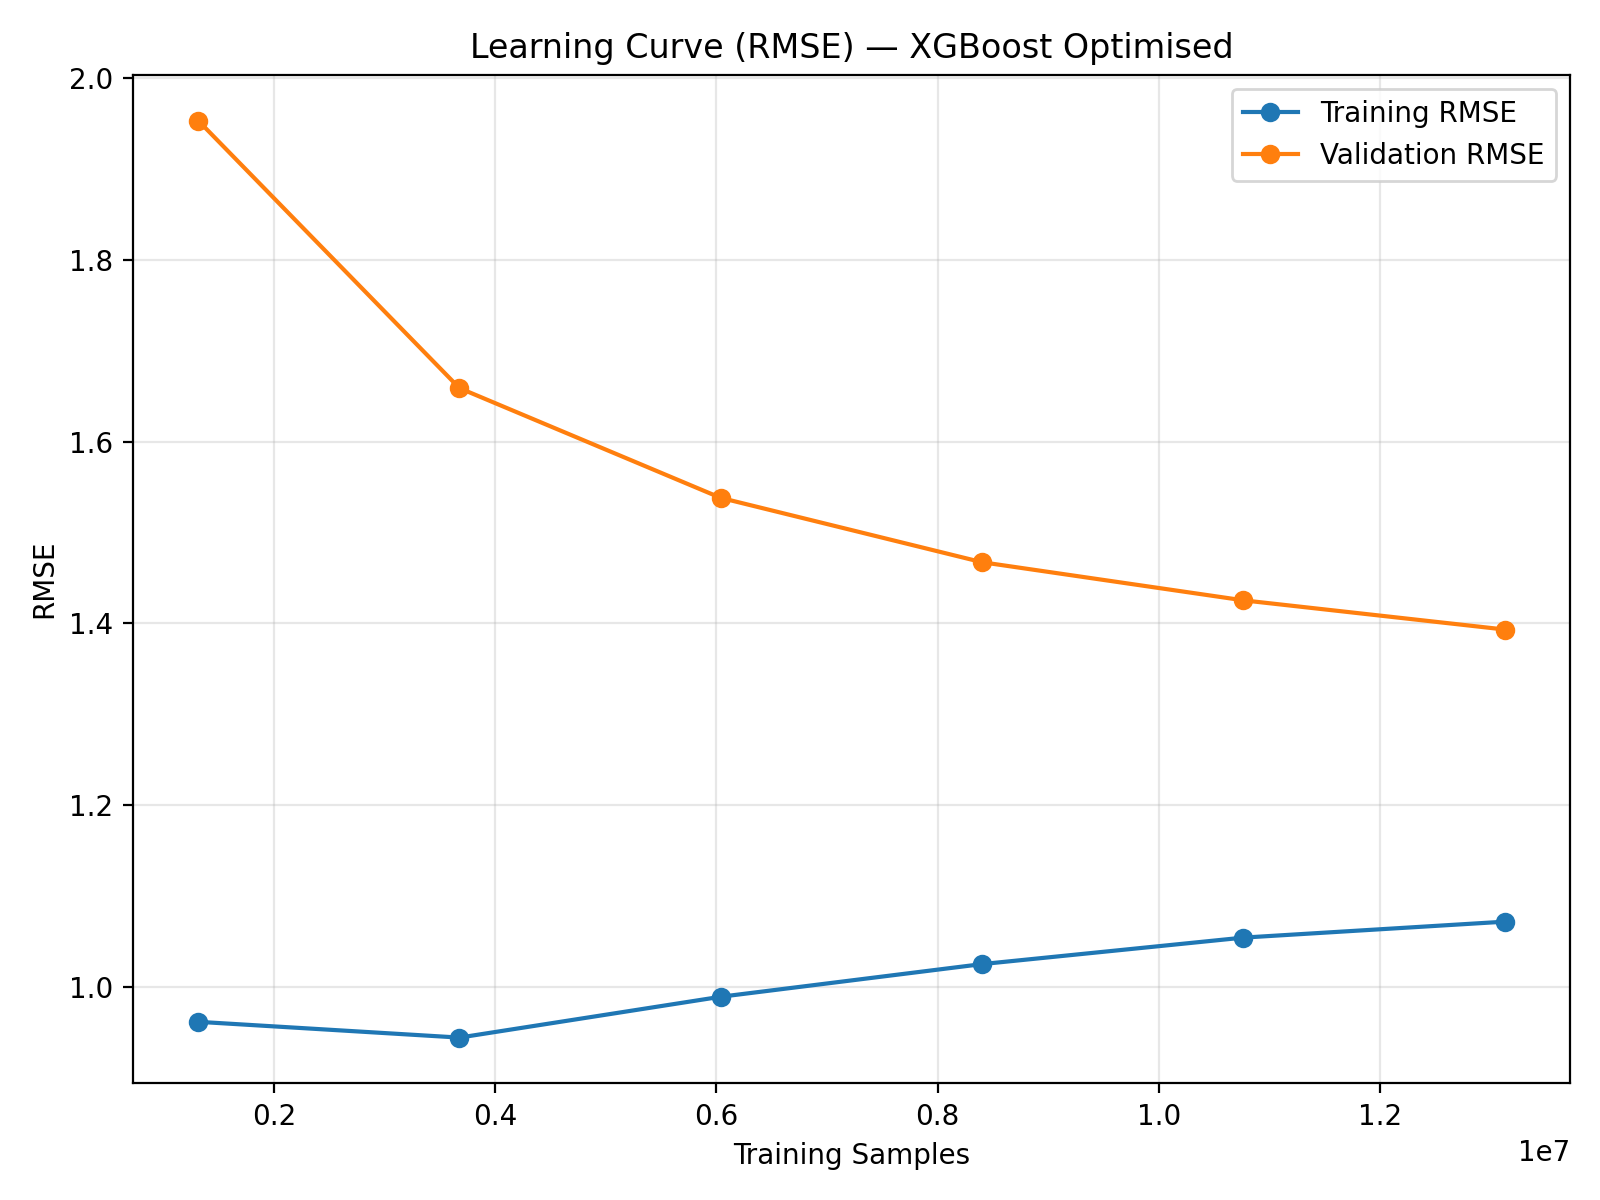 Learning Curve (RMSE) — XGBoost Optimised
Training RMSE
Validation RMSE
2.0
1.8
1.6
1.4
1.2
1.0
RMSE
0.2 0.4 0.6 0.8 1.0 1.2
1e7
Training Samples